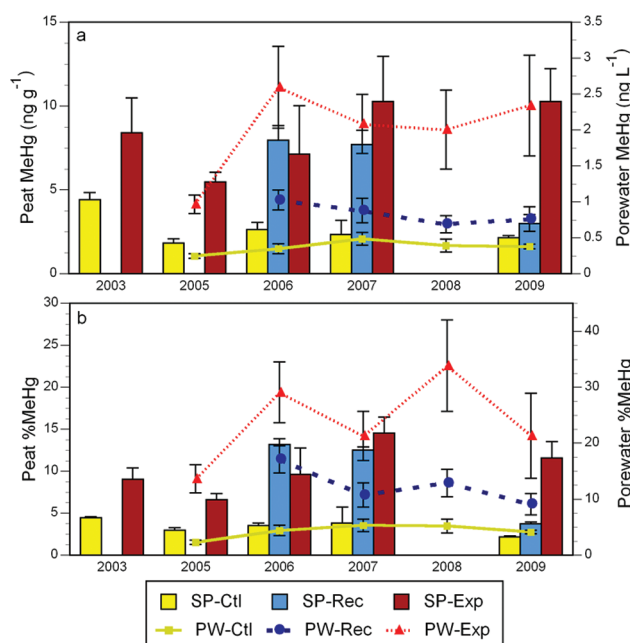 a
Peat MeHg (ng g⁻¹)
15
10
5
0
Porewater MeHg (ng L⁻¹)
3.5
3
2.5
2
1.5
1
0.5
0
2003 2005 2006 2007 2008 2009
b
Peat %MeHg
30
25
20
15
10
5
0
Porewater %MeHg
40
30
20
10
0
2003 2005 2006 2007 2008 2009
SP-Ctl SP-Rec SP-Exp
PW-Ctl PW-Rec PW-Exp